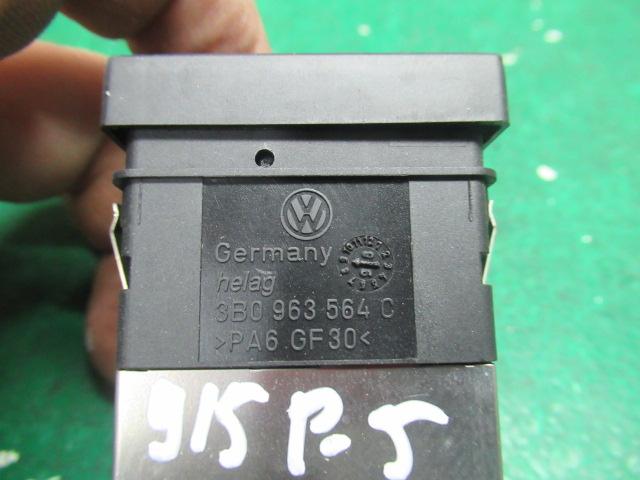 VW
Germany
helag
3B0 963 564 C
>PA6 GF30<
915 P-5